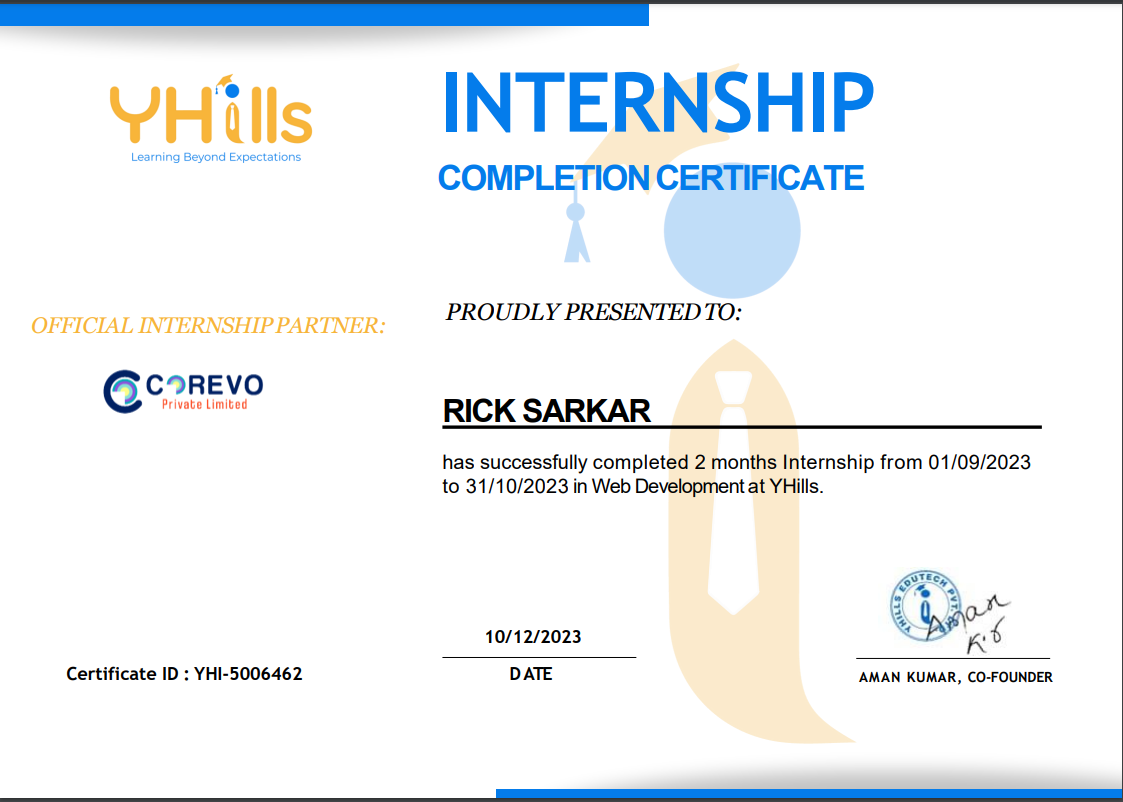 YHills
Learning Beyond Expectations
INTERNSHIP
COMPLETION CERTIFICATE
OFFICIAL INTERNSHIP PARTNER:
COREVO
Private Limited
PROUDLY PRESENTED TO:
RICK SARKAR
has successfully completed 2 months Internship from 01/09/2023
to 31/10/2023 in Web Development at YHills.
YHILLS EDUTECH PVT.
Aman
10/12/2023
Certificate ID : YHI-5006462
DATE
AMAN KUMAR, CO-FOUNDER